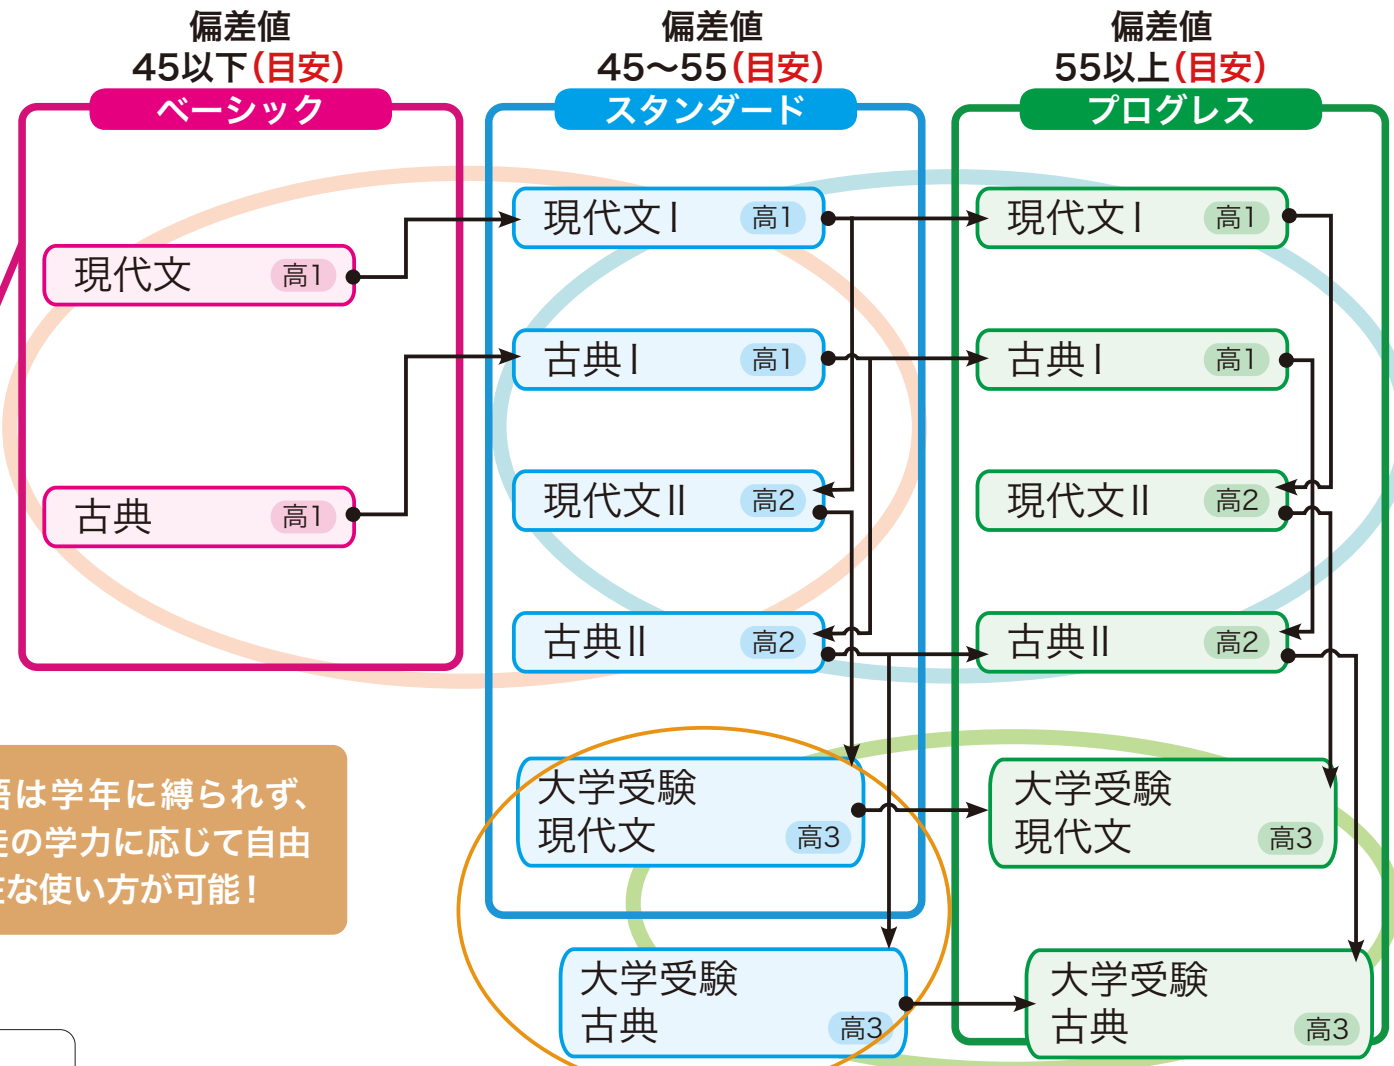 偏差値
45以下(目安)
ベーシック
現代文 高1
古典 高1
偏差値
45〜55(目安)
スタンダード
現代文Ⅰ 高1
古典Ⅰ 高1
現代文Ⅱ 高2
古典Ⅱ 高2
大学受験
現代文 高3
大学受験
古典 高3
偏差値
55以上(目安)
プログレス
現代文Ⅰ 高1
古典Ⅰ 高1
現代文Ⅱ 高2
古典Ⅱ 高2
大学受験
現代文 高3
大学受験
古典 高3
語は学年に縛られず、
徒の学力に応じて自由
在な使い方が可能!